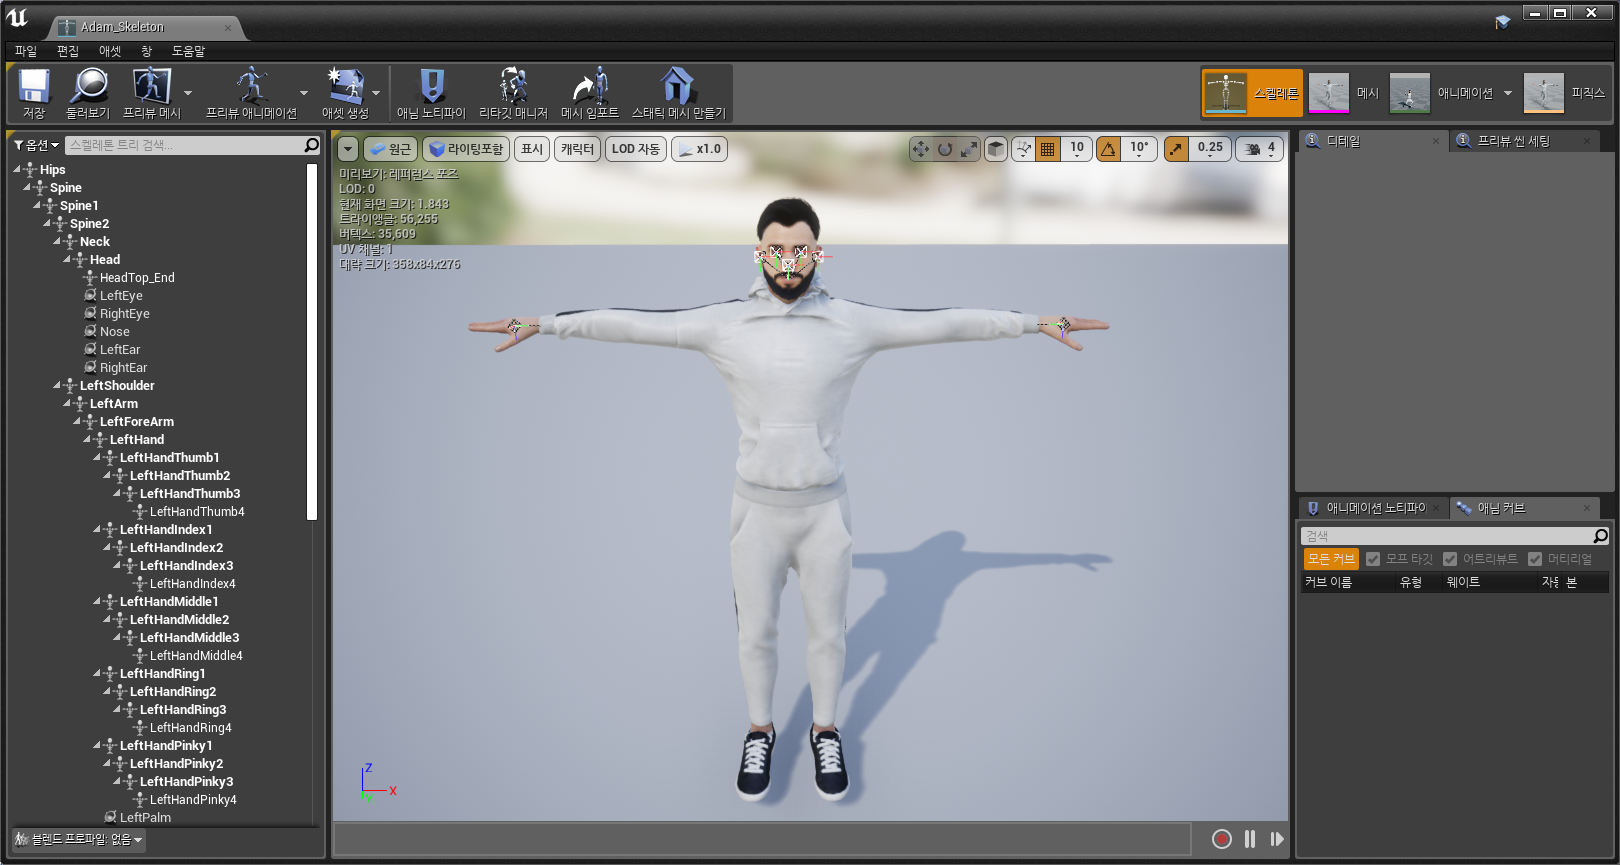 Adam_Skeleton
파일 편집 애셋 창 도움말
저장 둘러보기 프리뷰 메시 프리뷰 애니메이션 애셋 생성 애님 노티파이 리타깃 매니저 메시 임포트 스태틱 메시 만들기 스켈레톤 메시 애니메이션 피직스
옵션 스켈레톤 트리 검색...
Hips
Spine
Spine1
Spine2
Neck
Head
HeadTop_End
LeftEye
RightEye
Nose
LeftEar
RightEar
LeftShoulder
LeftArm
LeftForeArm
LeftHand
LeftHandThumb1
LeftHandThumb2
LeftHandThumb3
LeftHandThumb4
LeftHandIndex1
LeftHandIndex2
LeftHandIndex3
LeftHandIndex4
LeftHandMiddle1
LeftHandMiddle2
LeftHandMiddle3
LeftHandMiddle4
LeftHandRing1
LeftHandRing2
LeftHandRing3
LeftHandRing4
LeftHandPinky1
LeftHandPinky2
LeftHandPinky3
LeftHandPinky4
LeftPalm
블렌드 프로파일: 없음
원근 라이팅포함 표시 캐릭터 LOD 자동 x1.0 10 10° 0.25 4
미리보기: 레퍼런스 포즈
LOD: 0
현재 화면 크기: 1.843
트라이앵글: 56,255
버텍스: 35,609
UV 채널: 1
대략 크기: 358x84x276
Z
X
Y
디테일 프리뷰 씬 세팅
애니메이션 노티파이 애님 커브
검색
모든 커브 모프 타깃 어트리뷰트 머티리얼
커브 이름 유형 웨이트 자동 본